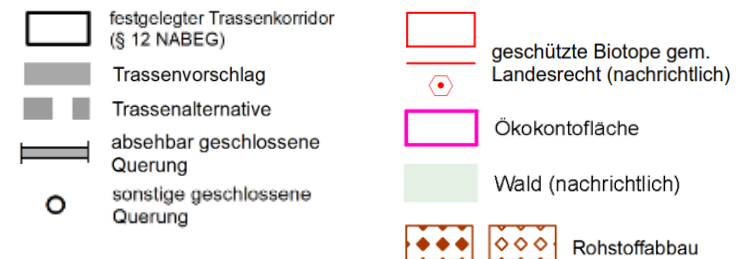 festgelegter Trassenkorridor
(§ 12 NABEG)
Trassenvorschlag
Trassenalternative
absehbar geschlossene
Querung
sonstige geschlossene
Querung
geschützte Biotope gem.
Landesrecht (nachrichtlich)
Ökokontofläche
Wald (nachrichtlich)
Rohstoffabbau